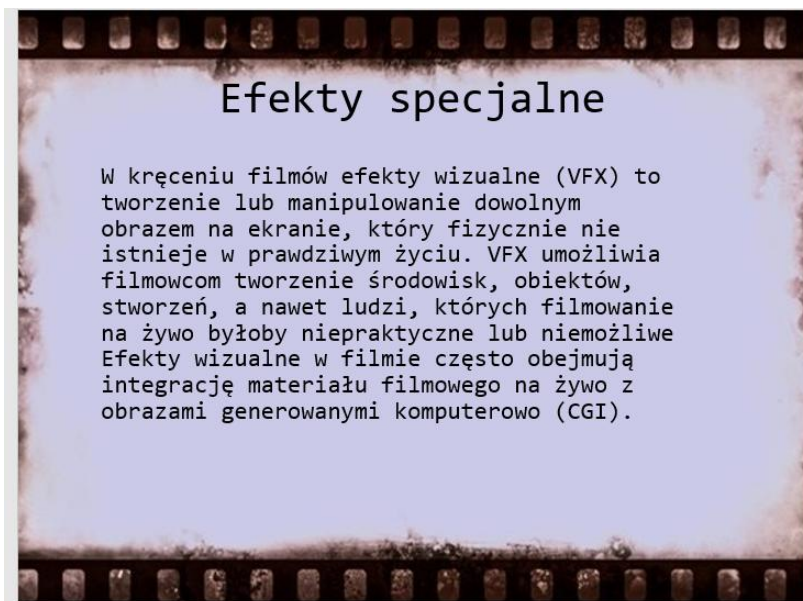 Efekty specjalne
W kręceniu filmów efekty wizualne (VFX) to
tworzenie lub manipulowanie dowolnym
obrazem na ekranie, który fizycznie nie
istnieje w prawdziwym życiu. VFX umożliwia
filmowcom tworzenie środowisk, obiektów,
stworzeń, a nawet ludzi, których filmowanie
na żywo byłoby niepraktyczne lub niemożliwe
Efekty wizualne w filmie często obejmują
integrację materiału filmowego na żywo z
obrazami generowanymi komputerowo (CGI).